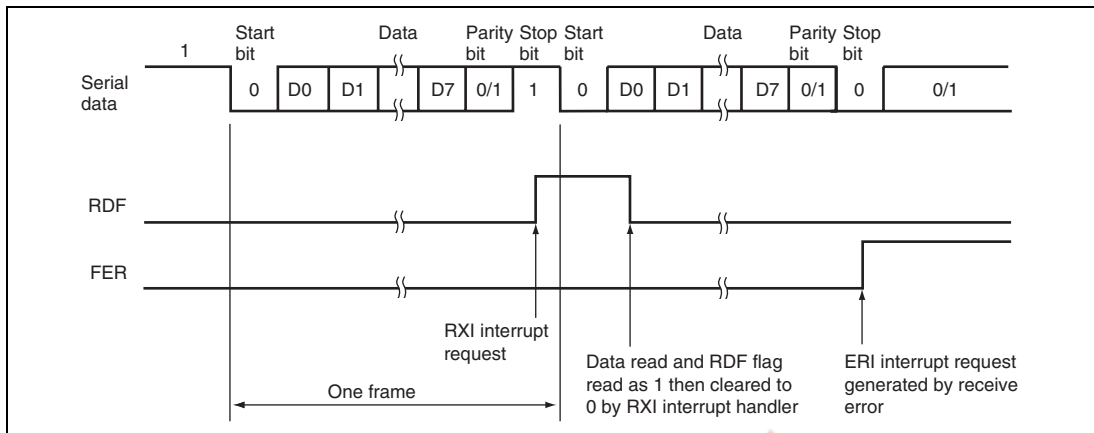 Start bit Data Parity bit Stop bit Start bit Data Parity bit Stop bit
1
Serial data
0 D0 D1 D7 0/1 1 0 D0 D1 D7 0/1 0 0/1
RDF
FER
RXI interrupt
request
Data read and RDF flag
read as 1 then cleared to
0 by RXI interrupt handler
ERI interrupt request
generated by receive
error
One frame